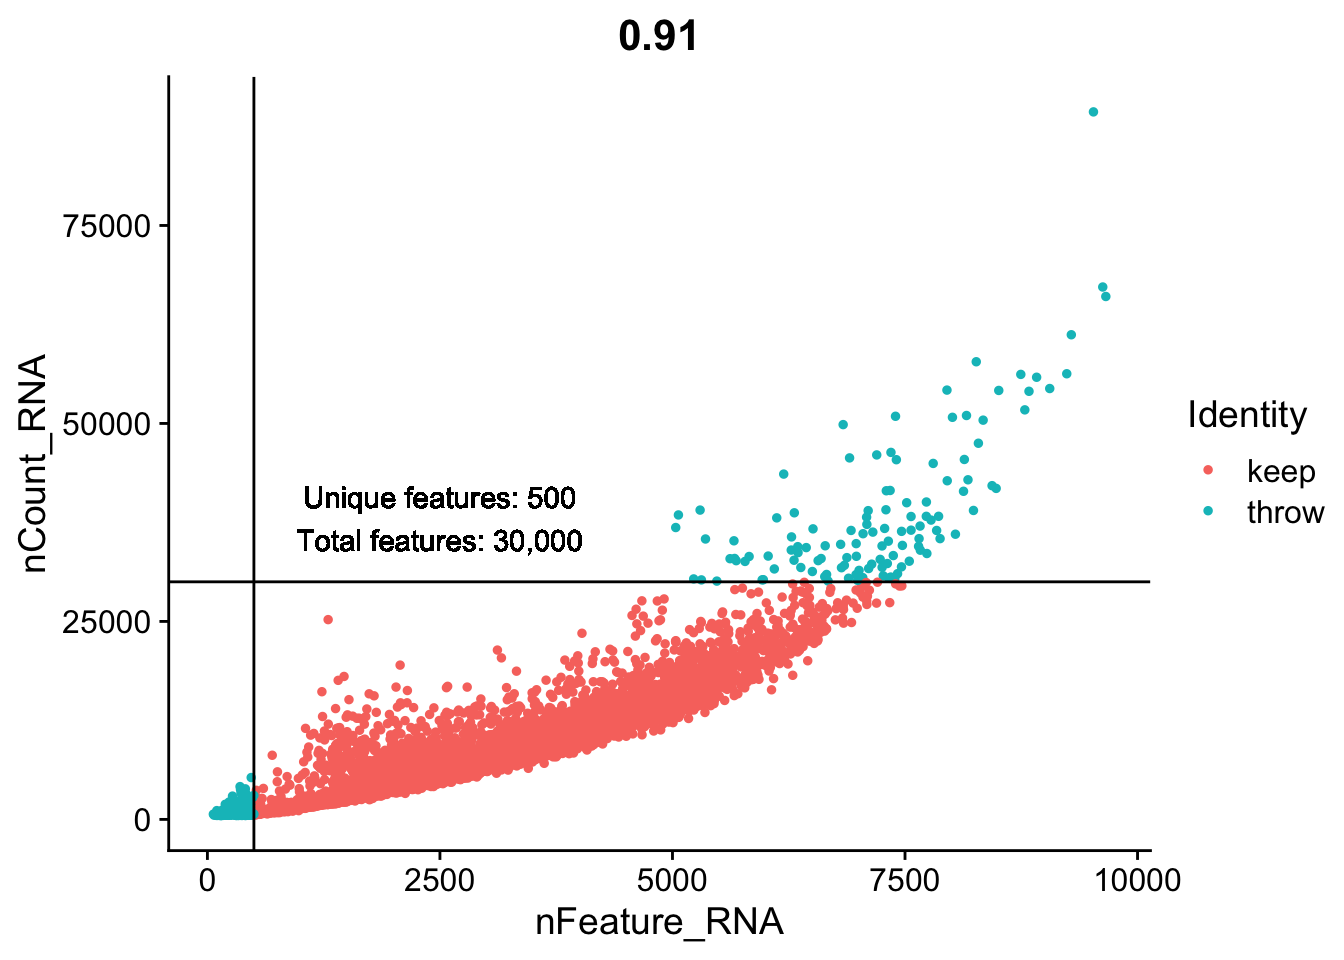 0.91
75000
50000
25000
0
nCount_RNA
Unique features: 500
Total features: 30,000
0
2500
5000
7500
10000
nFeature_RNA
Identity
keep
throw